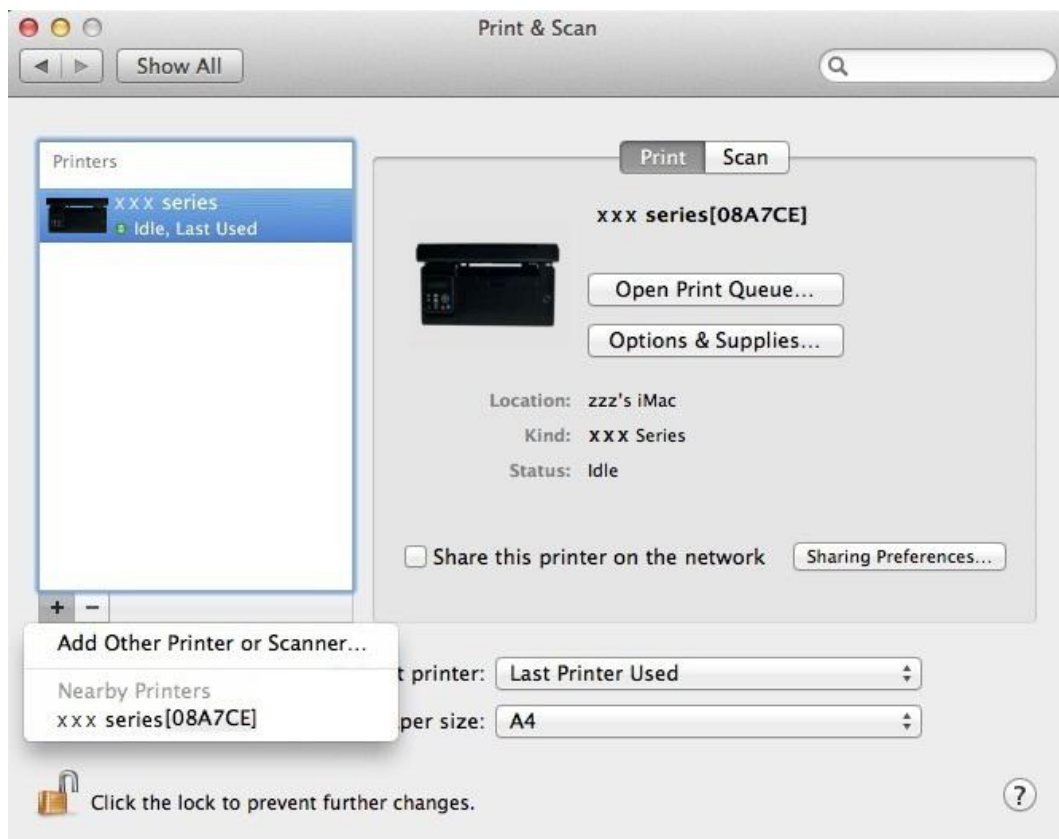 Print & Scan
Show All
Printers
xxx series
Idle, Last Used
Print Scan
xxx series[08A7CE]
Open Print Queue...
Options & Supplies...
Location: zzz's iMac
Kind: xxx Series
Status: Idle
Share this printer on the network Sharing Preferences...
+ −
Add Other Printer or Scanner...
Nearby Printers
xxx series[08A7CE]
t printer: Last Printer Used
per size: A4
Click the lock to prevent further changes.
?